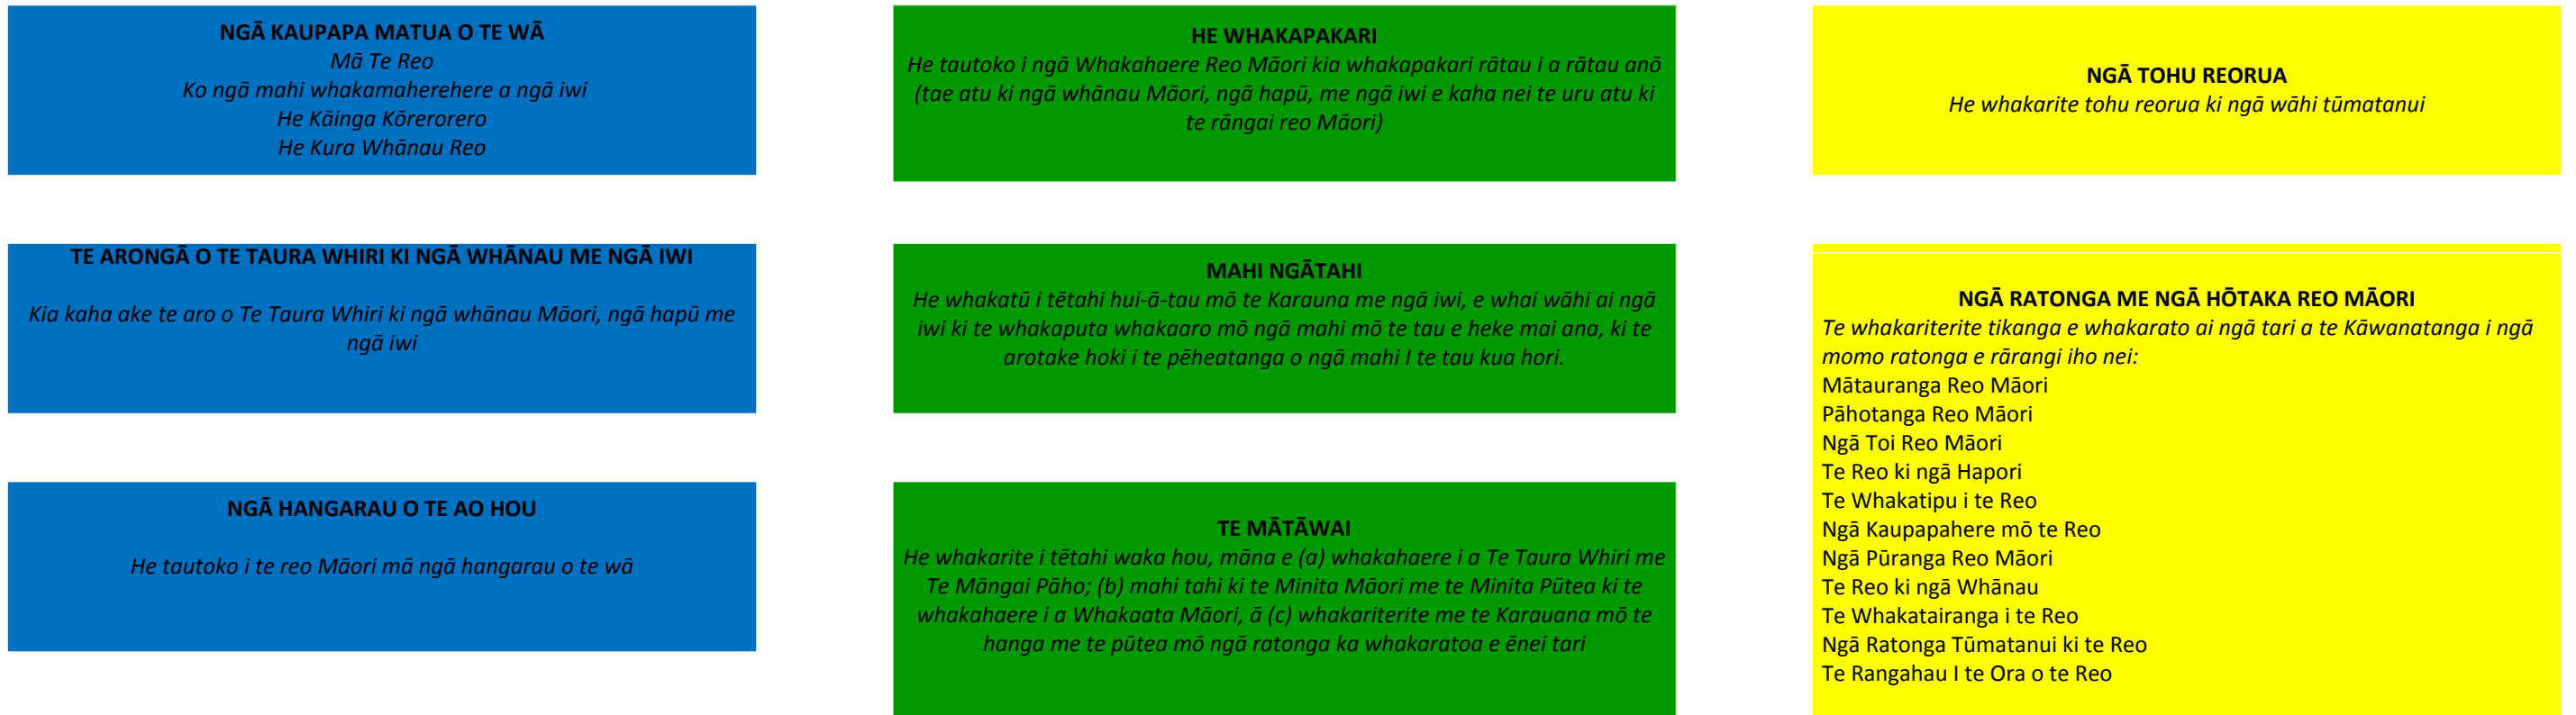 NGĀ KAUPAPA MATUA O TE WĀ
Mā Te Reo
Ko ngā mahi whakamaherehere a ngā iwi
He Kāinga Kōrerorero
He Kura Whānau Reo
TE ARONGĀ O TE TAURA WHIRI KI NGĀ WHĀNAU ME NGĀ IWI
Kia kaha ake te aro o Te Taura Whiri ki ngā whānau Māori, ngā hapū me
ngā iwi
NGĀ HANGARAU O TE AO HOU
He tautoko i te reo Māori mā ngā hangarau o te wā
HE WHAKAPAKARI
He tautoko i ngā Whakahaere Reo Māori kia whakapakari rātau i a rātau anō
(tae atu ki ngā whānau Māori, ngā hapū, me ngā iwi e kaha nei te uru atu ki
te rāngai reo Māori)
MAHI NGĀTAHI
He whakatū i tētahi hui-ā-tau mō te Karauna me ngā iwi, e whai wāhi ai ngā
iwi ki te whakaputa whakaaro mō ngā mahi mō te tau e heke mai ana, ki te
arotake hoki i te pēheatanga o ngā mahi I te tau kua hori.
TE MĀTĀWAI
He whakarite i tētahi waka hou, māna e (a) whakahaere i a Te Taura Whiri me
Te Māngai Pāho; (b) mahi tahi ki te Minita Māori me te Minita Pūtea ki te
whakahaere i a Whakaata Māori, ā (c) whakariterite me te Karauana mō te
hanga me te pūtea mō ngā ratonga ka whakaratoa e ēnei tari
NGĀ TOHU REORUA
He whakarite tohu reorua ki ngā wāhi tūmatanui
NGĀ RATONGA ME NGĀ HŌTAKA REO MĀORI
Te whakariterite tikanga e whakarato ai ngā tari a te Kāwanatanga i ngā
momo ratonga e rārangi iho nei:
Mātauranga Reo Māori
Pāhotanga Reo Māori
Ngā Toi Reo Māori
Te Reo ki ngā Hapori
Te Whakatipu i te Reo
Ngā Kaupapahere mō te Reo
Ngā Pūranga Reo Māori
Te Reo ki ngā Whānau
Te Whakatairanga i te Reo
Ngā Ratonga Tūmatanui ki te Reo
Te Rangahau I te Ora o te Reo